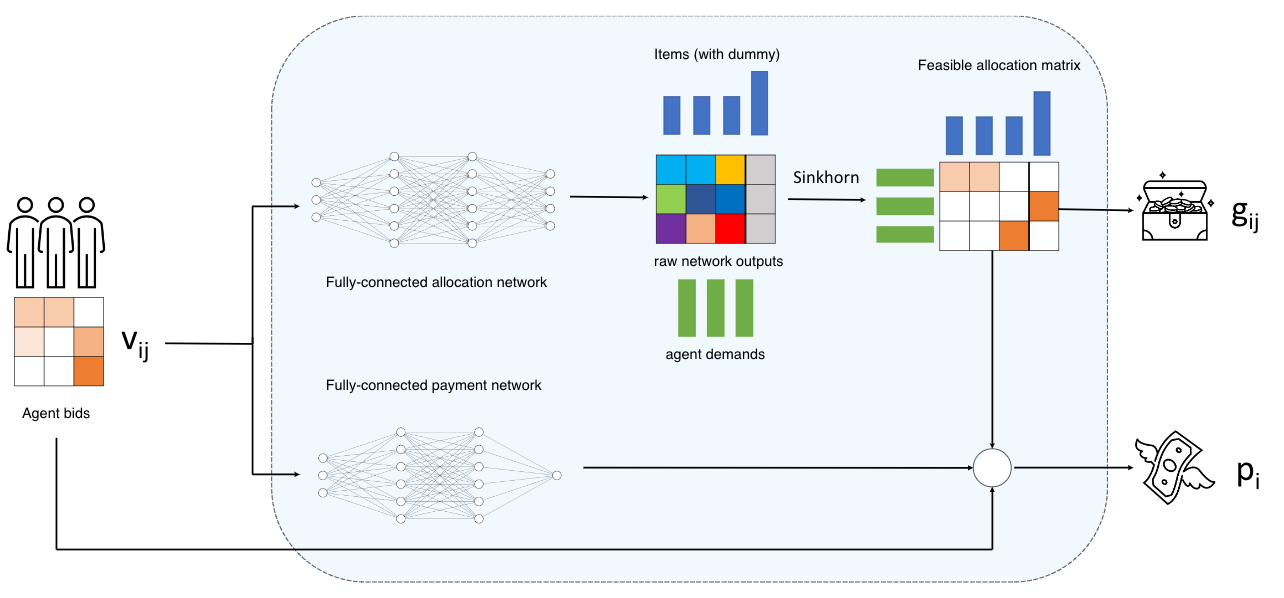 Items (with dummy)
Feasible allocation matrix
Sinkhorn
g_ij
raw network outputs
Fully-connected allocation network
v_ij
agent demands
Fully-connected payment network
Agent bids
p_i